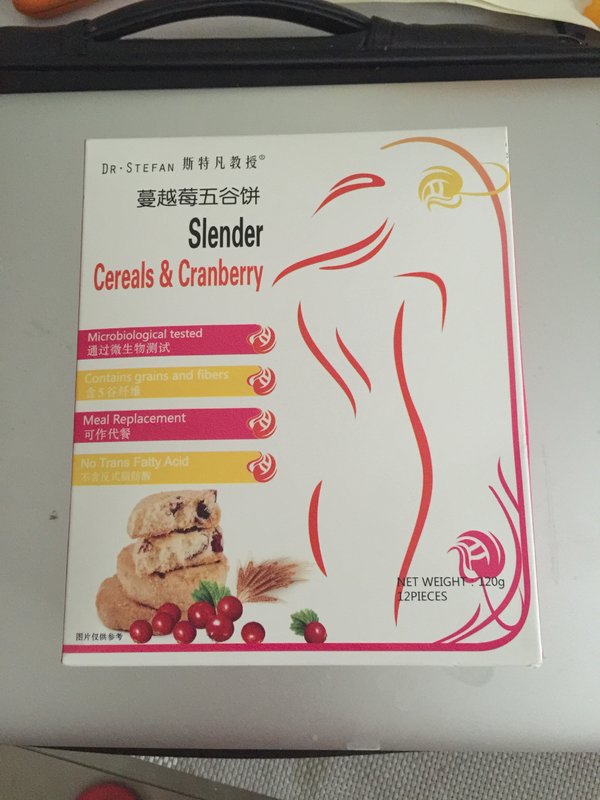 DR·STEFAN 斯特凡教授®
蔓越莓五谷饼
Slender
Cereals & Cranberry
Microbiological tested
通过微生物测试
Contains grains and fibers
含5谷纤维
Meal Replacement
可作代餐
No Trans Fatty Acid
不含反式脂肪酸
NET WEIGHT : 120g
12PIECES
图片仅供参考